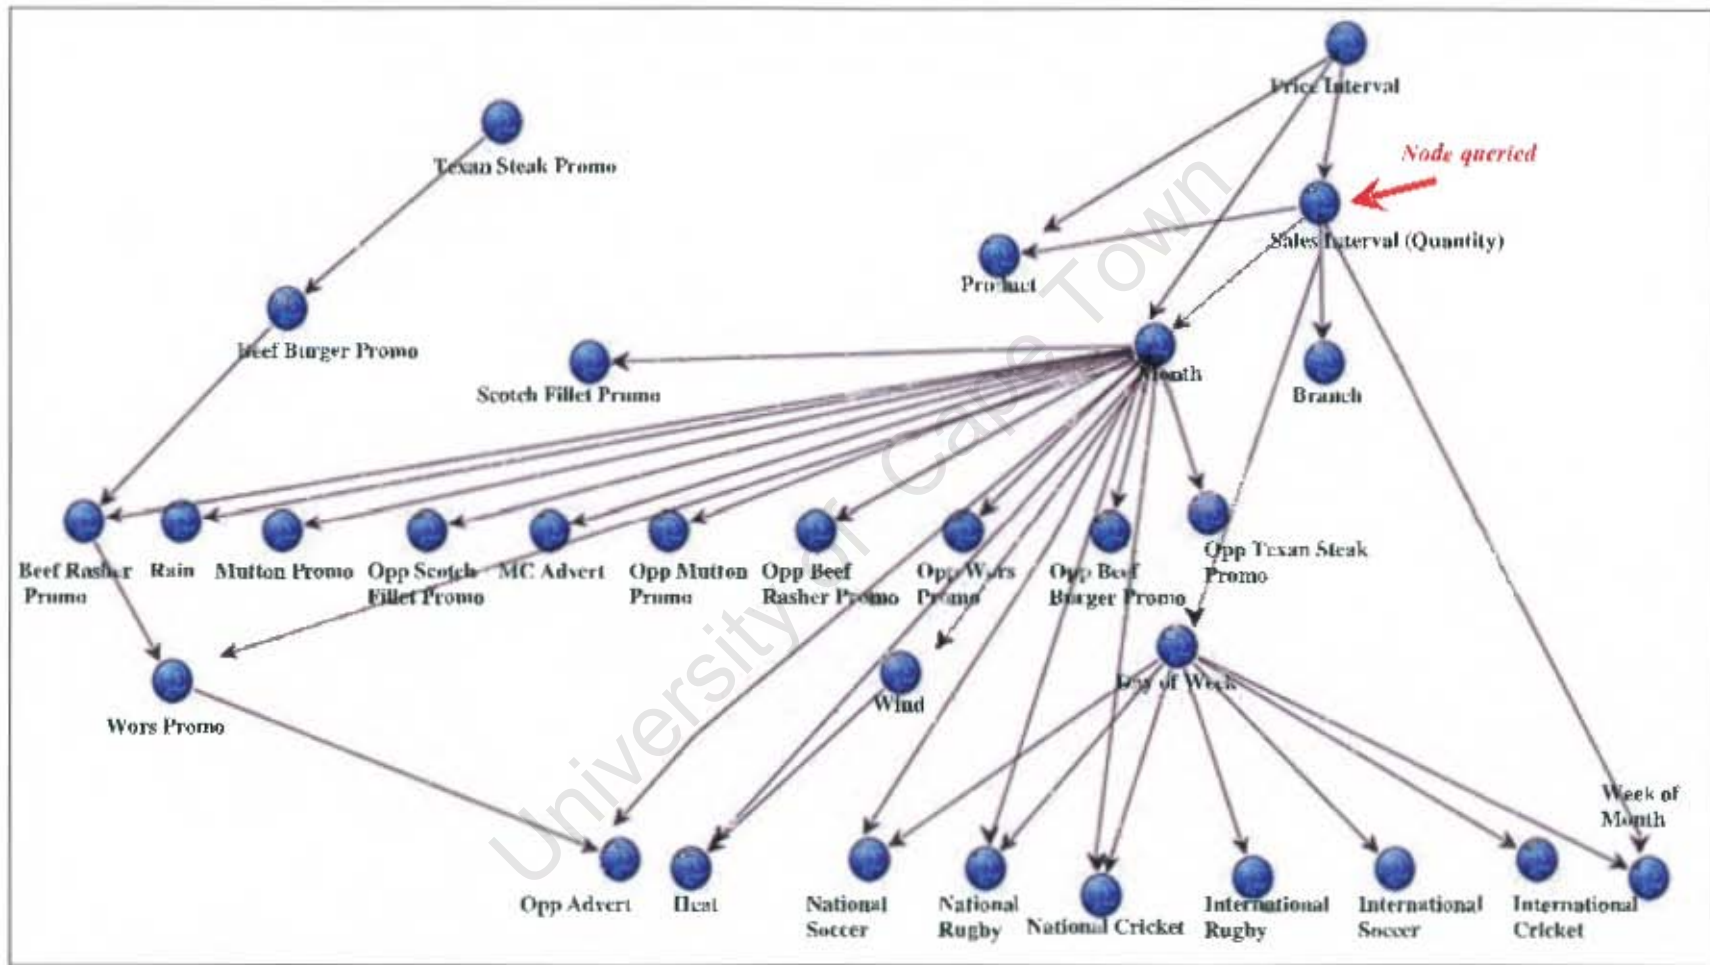 Price Interval
Node queried
Texan Steak Promo
Sales Interval (Quantity)
Product
Beef Burger Promo
Month
Scotch Fillet Promo
Branch
Opp Texan Steak
Promo
Beef Rasher
Promo
Rain
Mutton Promo
Opp Scotch
Fillet Promo
MC Advert
Opp Mutton
Promo
Opp Beef
Rasher Promo
Opp Wors
Promo
Opp Beef
Burger Promo
Day of Week
Wind
Wors Promo
Week of
Month
Opp Advert
Heat
National
Soccer
National
Rugby
National Cricket
International
Rugby
International
Soccer
International
Cricket
University of Cape Town